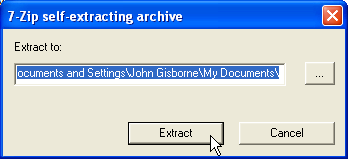 7-Zip self-extracting archive
Extract to:
ocuments and Settings\John Gisborne\My Documents\
...
Extract
Cancel